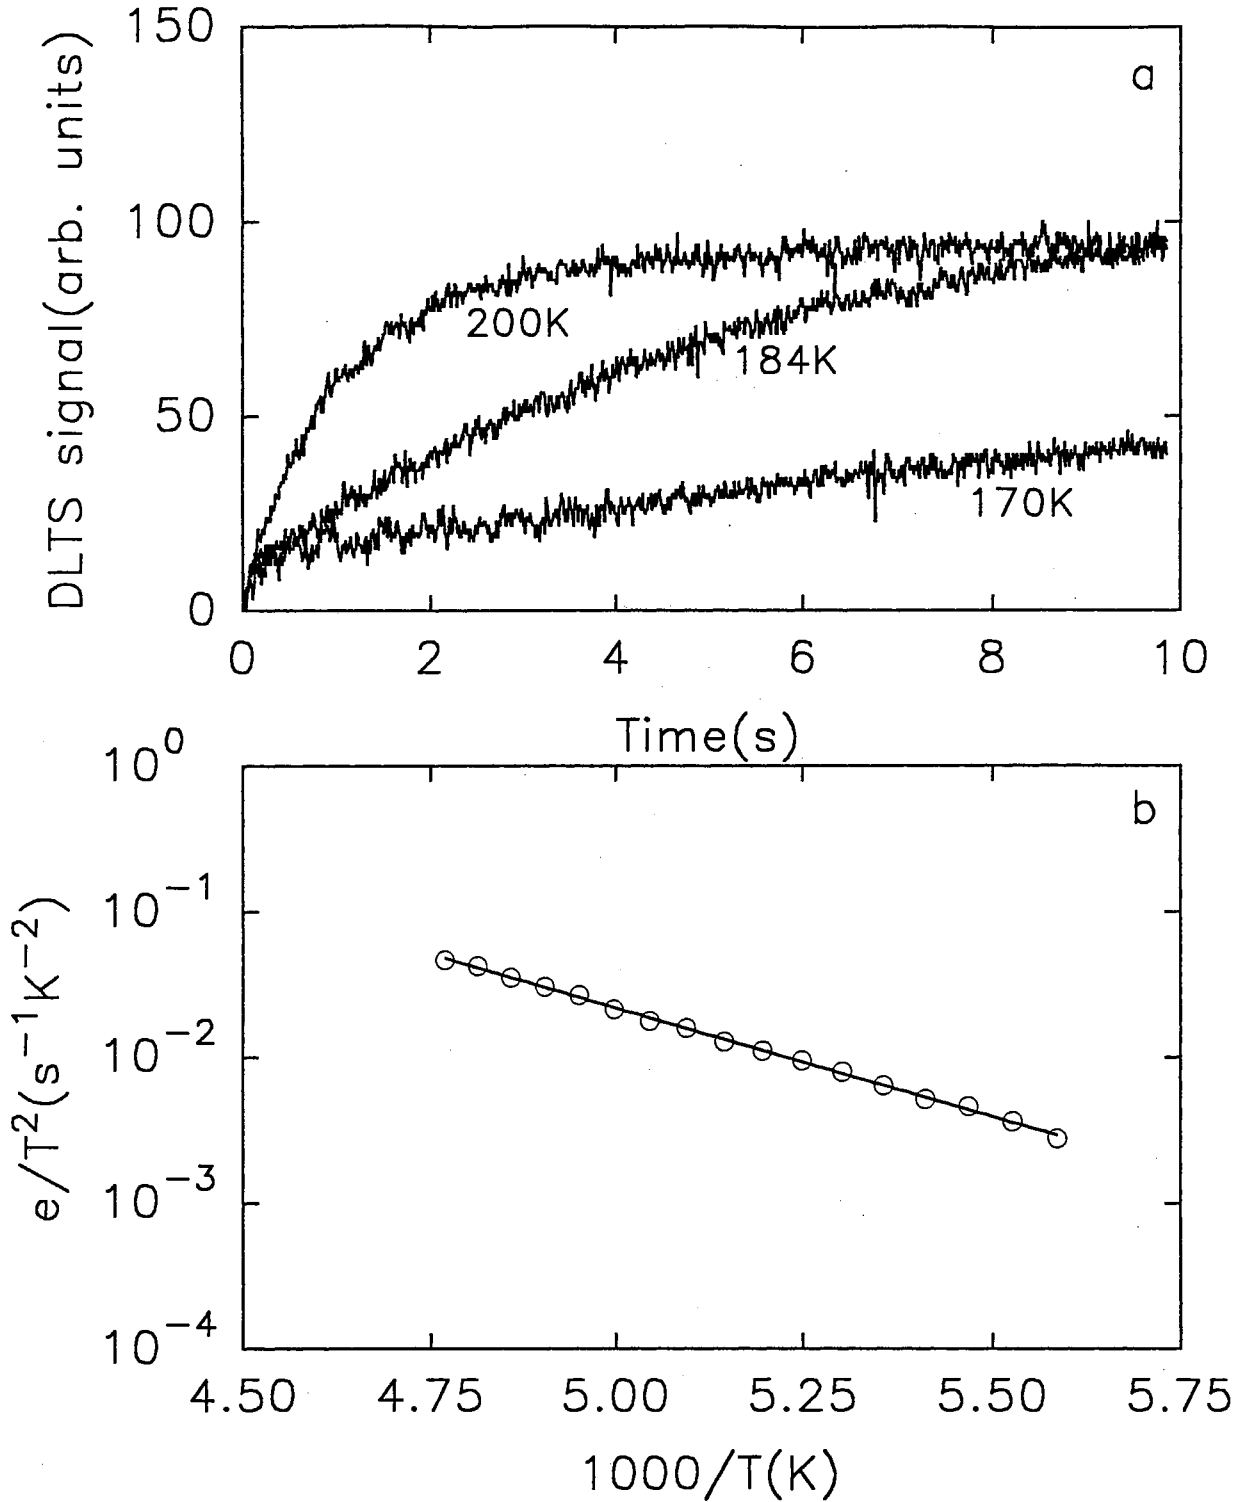 150
a
100
50
0
DLTS signal(arb. units)
200K
184K
170K
0 2 4 6 8 10
Time(s)
10^0
b
10^-1
10^-2
10^-3
10^-4
e/T^2(s^-1K^-2)
4.50 4.75 5.00 5.25 5.50 5.75
1000/T(K)